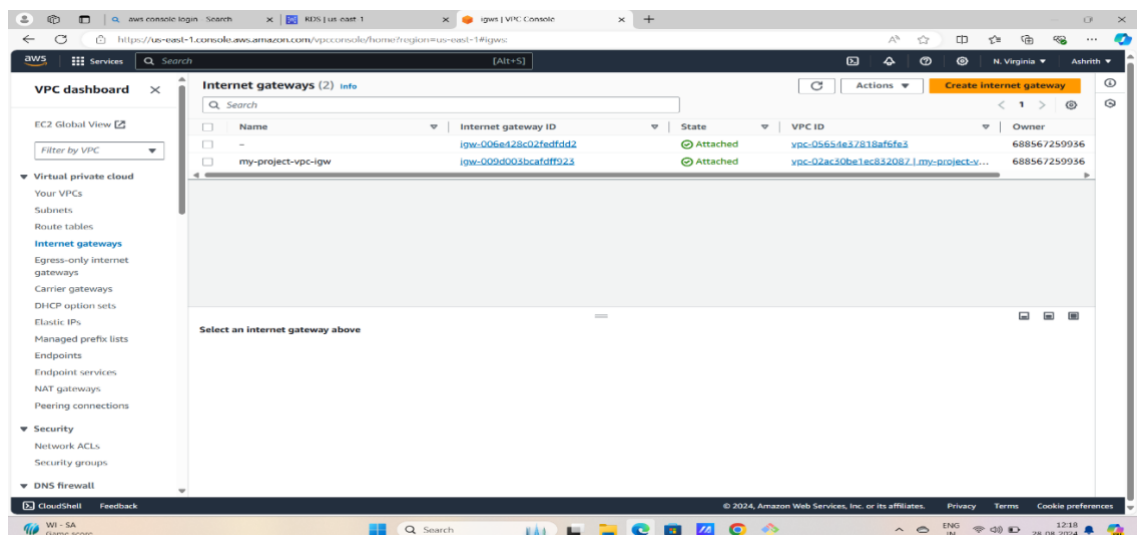 aws console login - Search
RDS | us-east-1
igws | VPC Console
https://us-east-1.console.aws.amazon.com/vpcconsole/home?region=us-east-1#igws:
aws
Services
Search
[Alt+S]
N. Virginia
Ashrith
VPC dashboard
EC2 Global View
Filter by VPC
Virtual private cloud
Your VPCs
Subnets
Route tables
Internet gateways
Egress-only internet
gateways
Carrier gateways
DHCP option sets
Elastic IPs
Managed prefix lists
Endpoints
Endpoint services
NAT gateways
Peering connections
Security
Network ACLs
Security groups
DNS firewall
Internet gateways (2) Info
Actions
Create internet gateway
Search
1
Name Internet gateway ID State VPC ID Owner
– igw-006e428c02fedfdd2 Attached vpc-05654e37818af6fe3 688567259936
my-project-vpc-igw igw-009d003bcafdff923 Attached vpc-02ac30be1ec832087 | my-project-v... 688567259936
Select an internet gateway above
CloudShell Feedback
© 2024, Amazon Web Services, Inc. or its affiliates. Privacy Terms Cookie preferences
WI - SA
Game score
Search
ENG
IN
12:18
28-08-2024